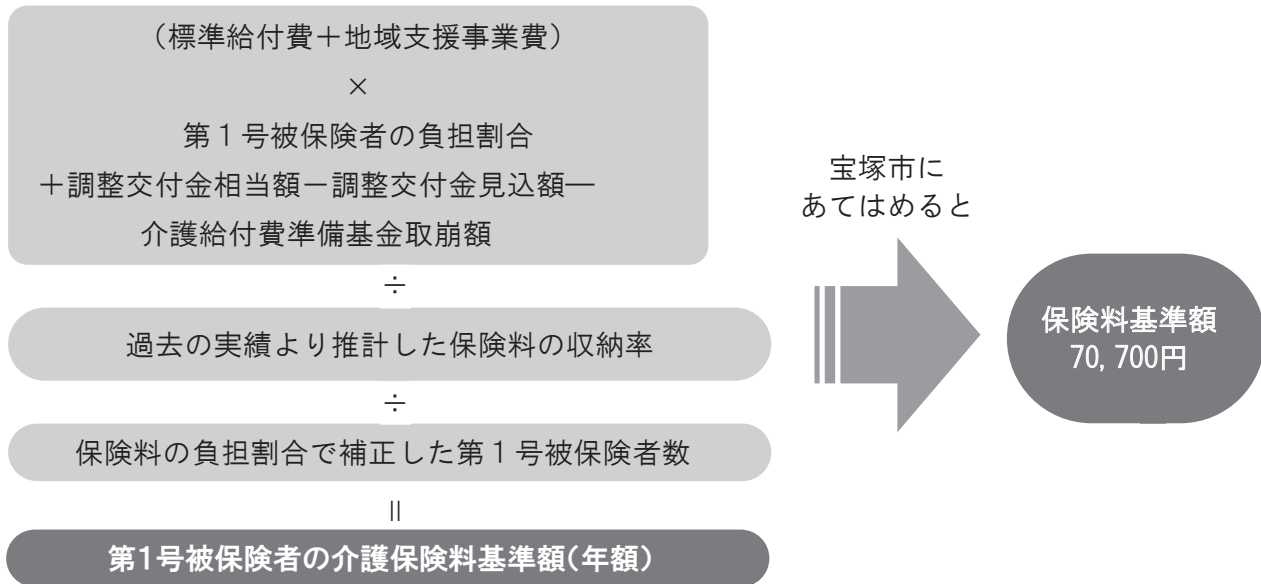 （標準給付費＋地域支援事業費）
×
第１号被保険者の負担割合
＋調整交付金相当額－調整交付金見込額―
介護給付費準備基金取崩額
÷
過去の実績より推計した保険料の収納率
÷
保険料の負担割合で補正した第１号被保険者数
＝
第1号被保険者の介護保険料基準額(年額）
宝塚市に
あてはめると
保険料基準額
70,700円